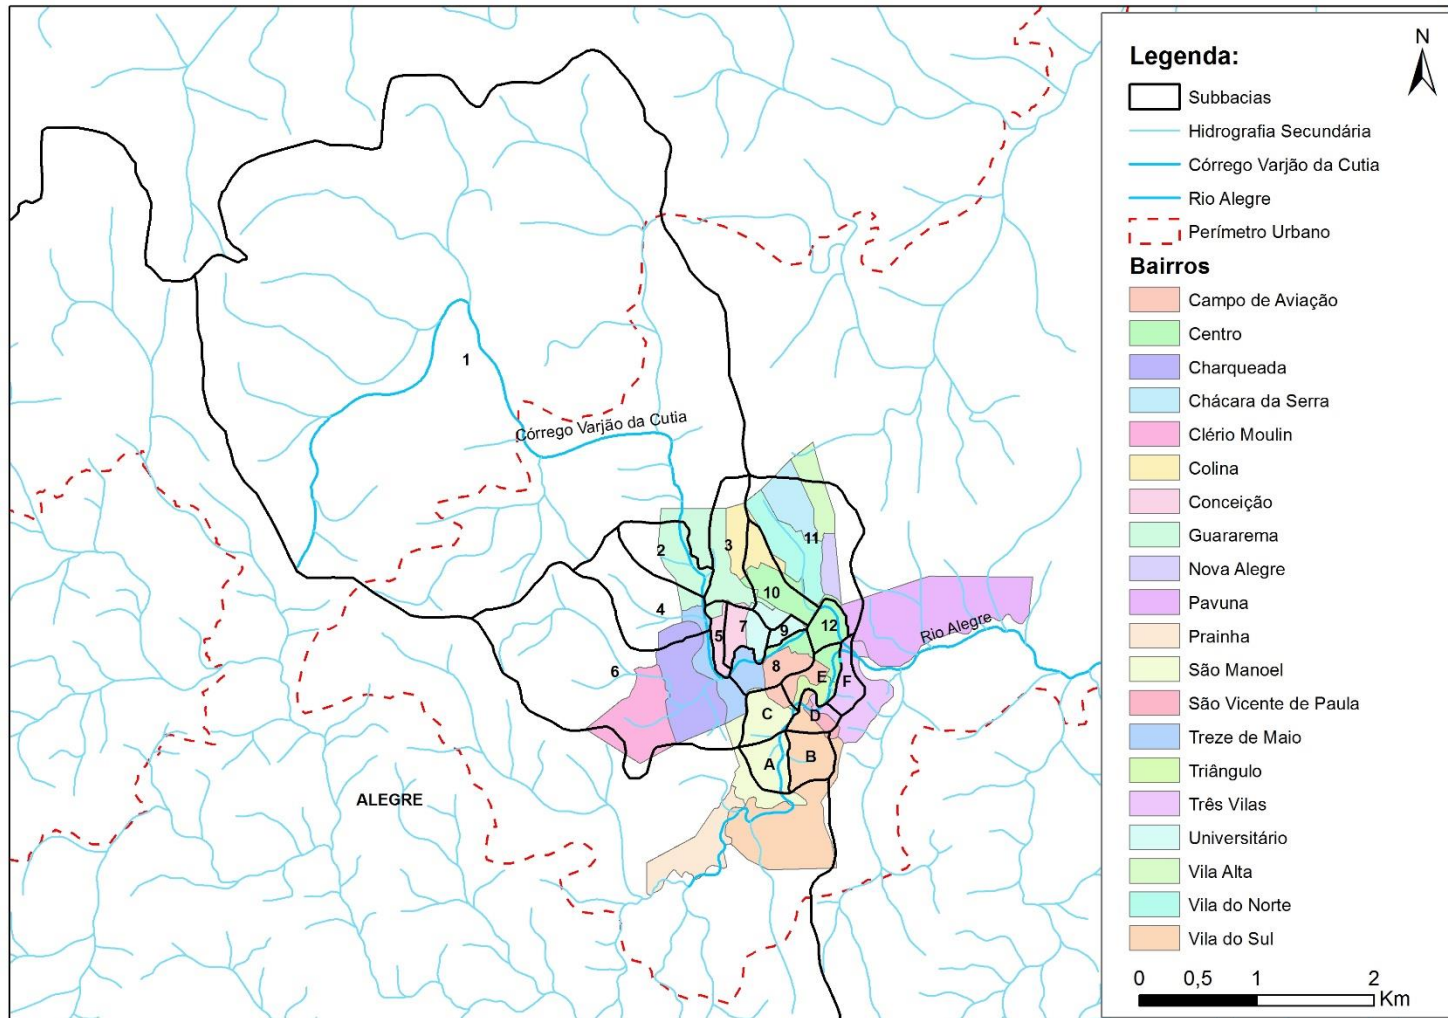 1
Córrego Varjão da Cutia
2
3
11
4
10
5
7
9
12
Rio Alegre
6
8
E
F
C
D
A
B
ALEGRE
N
Legenda:
Subbacias
Hidrografia Secundária
Córrego Varjão da Cutia
Rio Alegre
Perímetro Urbano
Bairros
Campo de Aviação
Centro
Charqueada
Chácara da Serra
Clério Moulin
Colina
Conceição
Guararema
Nova Alegre
Pavuna
Prainha
São Manoel
São Vicente de Paula
Treze de Maio
Triângulo
Três Vilas
Universitário
Vila Alta
Vila do Norte
Vila do Sul
0 0,5 1 2
Km